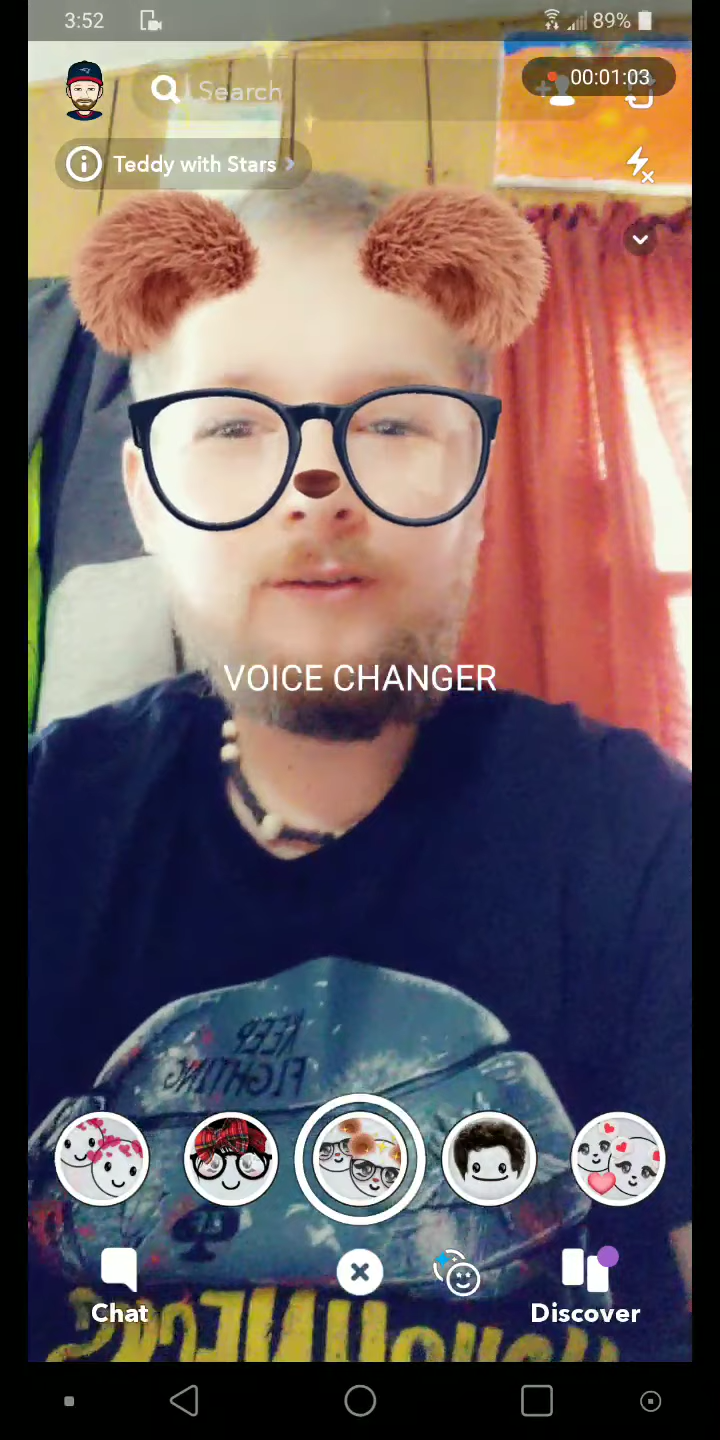 3:52
89%
Search
00:01:03
Teddy with Stars
VOICE CHANGER
KEEP
FIGHTING
Chat
Discover